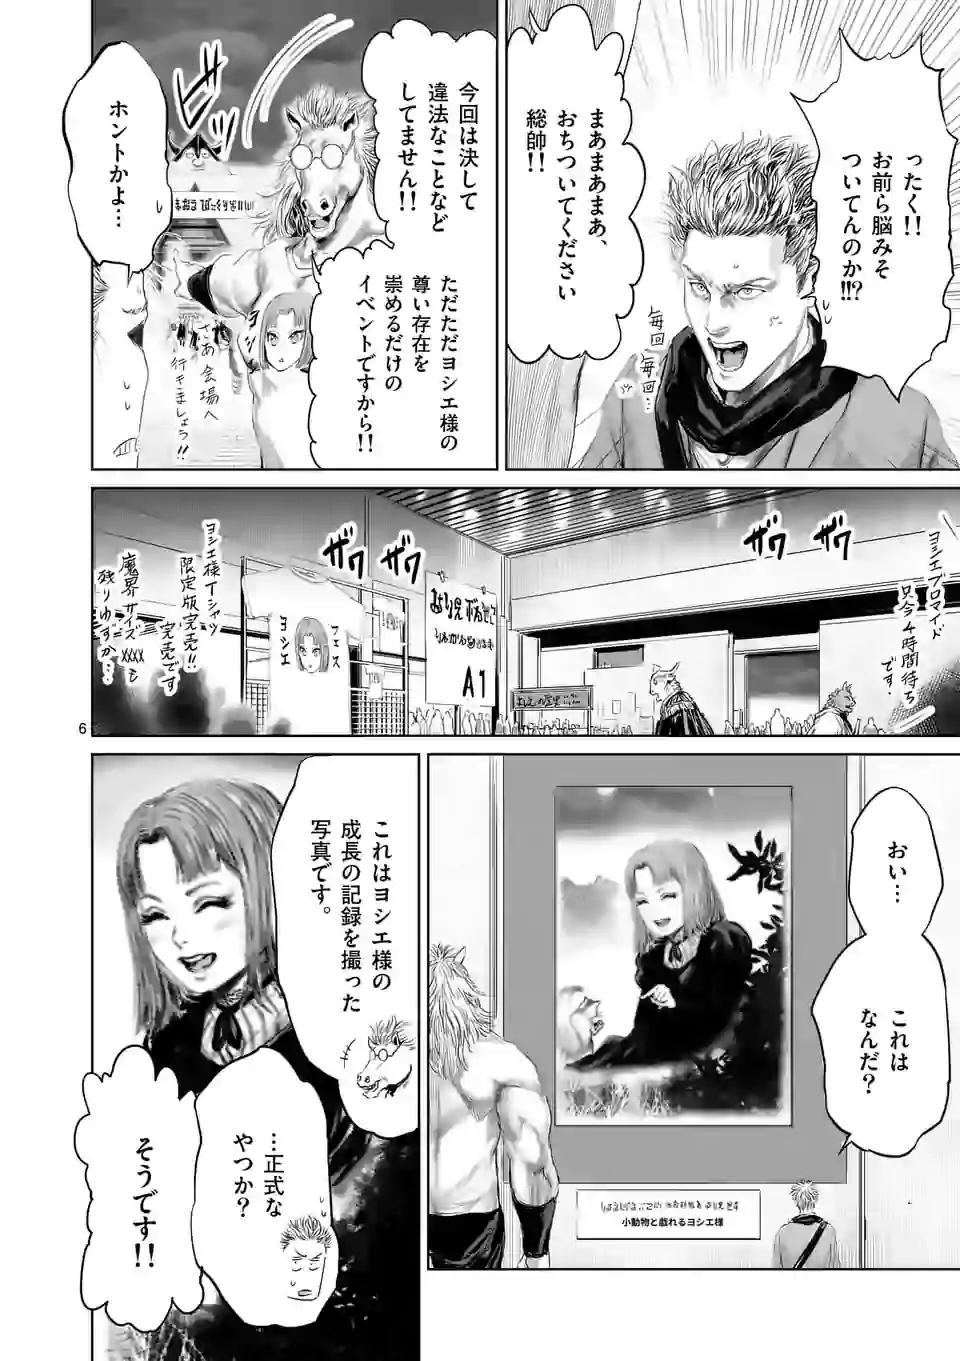 ったく!!
お前ら脳みそ
ついてんのか!!?
毎回
毎回…
まあまあまあ、
おちついてください
総帥!!
今回は決して
違法なことなど
してません!!
ただただヨシエ様の
尊い存在を
崇めるだけの
イベントですから!!
ビッ
さあ会場へ
行きましょう!!
ホントかよ…
ヨシエブロマイド
只今4時間待ち
です.
ザワ
ザワ
ザワ
ザワ
A1
フェス
ヨシエ
ヨシエ様Tシャツ
限定版完売!!
完売です
魔界サイズ
XXXXも
残りわずか…
6
おい…
これは
なんだ?
小動物と戯れるヨシエ様
これはヨシエ様の
成長の記録を撮った
写真です。
…正式な
やつか?
そうです!!